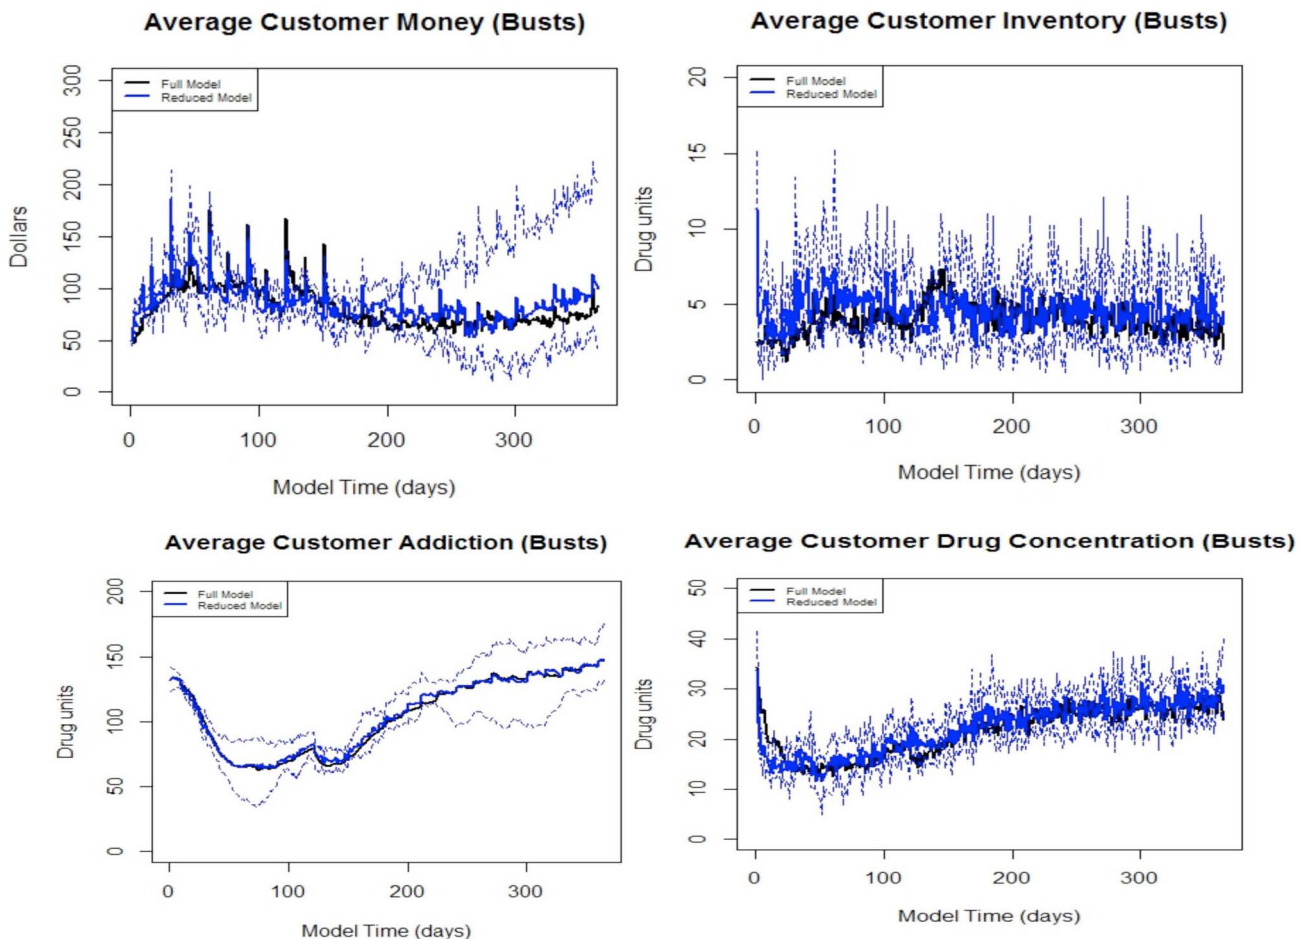 Average Customer Money (Busts)
Full Model
Reduced Model
300
250
200
150
100
50
0
Dollars
0 100 200 300
Model Time (days)
Average Customer Inventory (Busts)
Full Model
Reduced Model
20
15
10
5
0
Drug units
0 100 200 300
Model Time (days)
Average Customer Addiction (Busts)
Full Model
Reduced Model
200
150
100
50
0
Drug units
0 100 200 300
Model Time (days)
Average Customer Drug Concentration (Busts)
Full Model
Reduced Model
50
40
30
20
10
0
Drug units
0 100 200 300
Model Time (days)